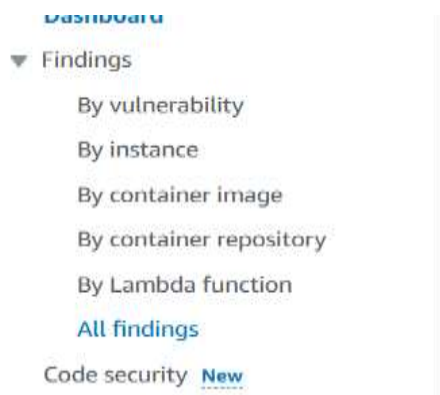 Dashboard
Findings
By vulnerability
By instance
By container image
By container repository
By Lambda function
All findings
Code security New